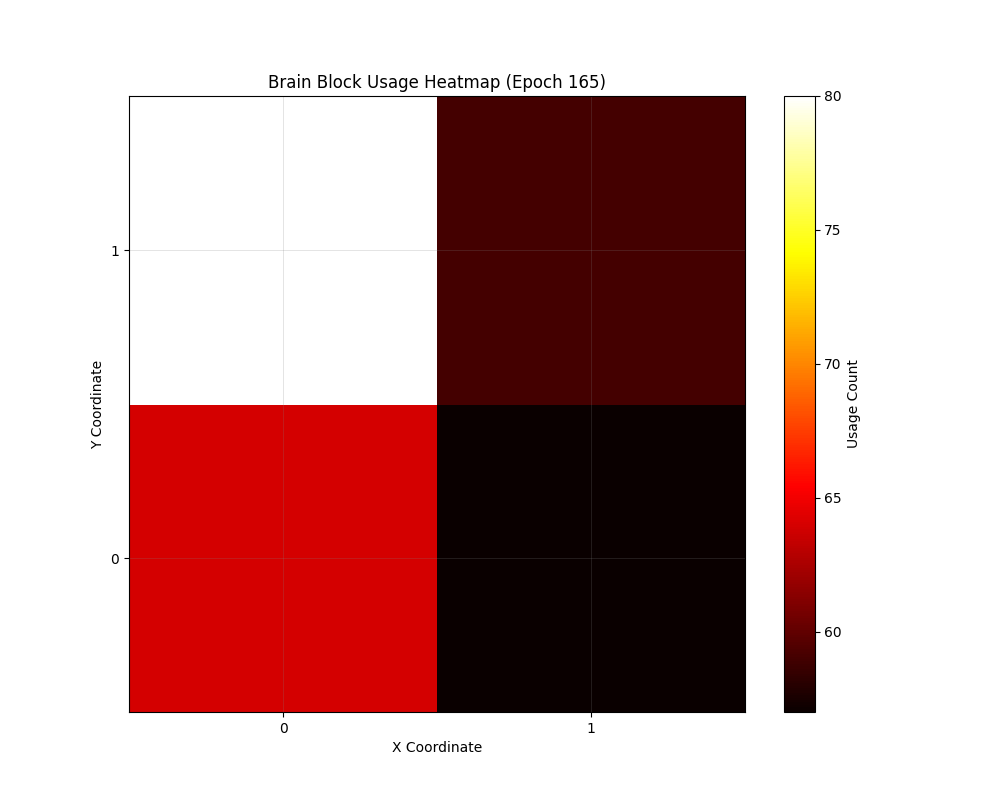 Brain Block Usage Heatmap (Epoch 165)
80
75
70
65
60
Usage Count
1
0
Y Coordinate
0 1
X Coordinate